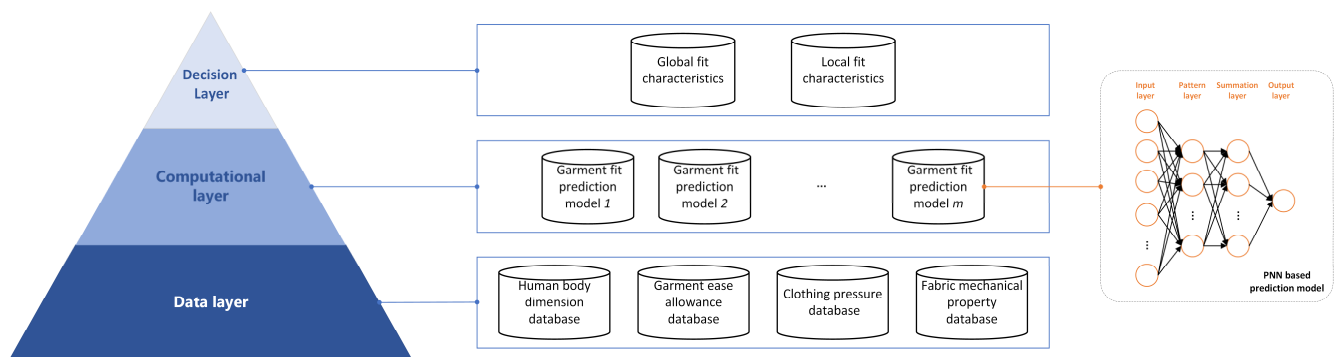 Decision
Layer
Global fit
characteristics
Local fit
characteristics
Computational
layer
Garment fit
prediction
model 1
Garment fit
prediction
model 2
...
Garment fit
prediction
model m
Data layer
Human body
dimension
database
Garment ease
allowance
database
Clothing pressure
database
Fabric mechanical
property
database
Input
layer
Pattern
layer
Summation
layer
Output
layer
PNN based
prediction model